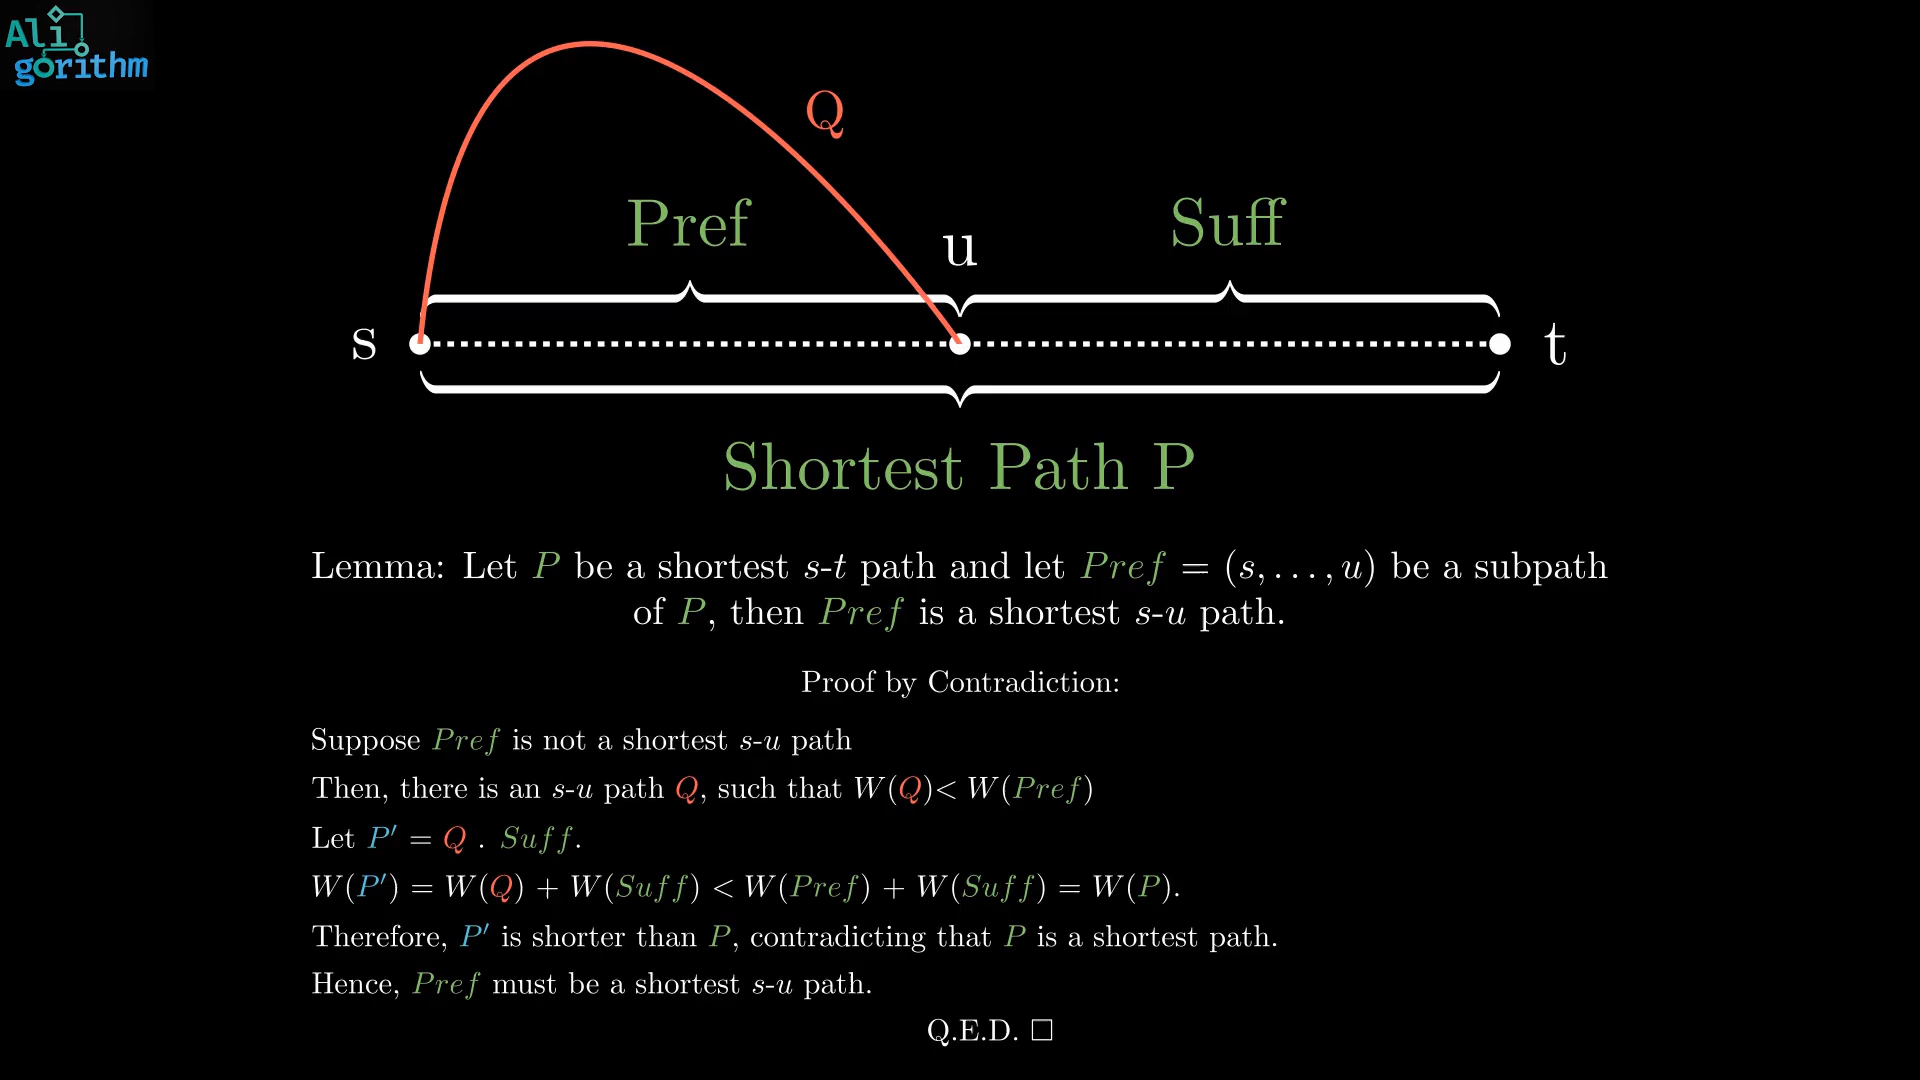 Ali
gorithm
Q
Pref
Suff
u
s
t
Shortest Path P
Lemma: Let P be a shortest s-t path and let Pref = (s, . . . , u) be a subpath
of P, then Pref is a shortest s-u path.
Proof by Contradiction:
Suppose Pref is not a shortest s-u path
Then, there is an s-u path Q, such that W(Q)< W(Pref)
Let P′ = Q . Suff.
W(P′) = W(Q) + W(Suff) < W(Pref) + W(Suff) = W(P).
Therefore, P′ is shorter than P, contradicting that P is a shortest path.
Hence, Pref must be a shortest s-u path.
Q.E.D. □